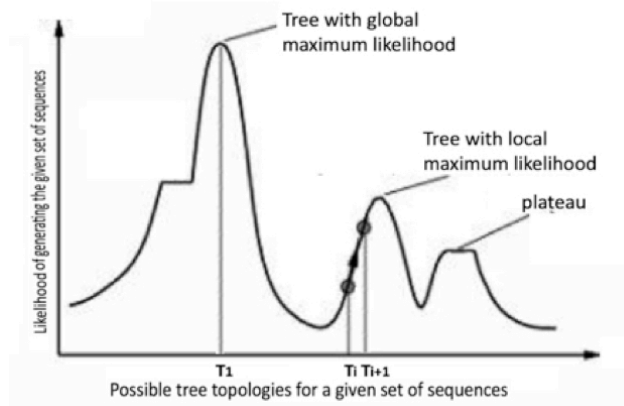 Tree with global
maximum likelihood
Tree with local
maximum likelihood
plateau
Likelihood of generating the given set of sequences
T1
Ti Ti+1
Possible tree topologies for a given set of sequences